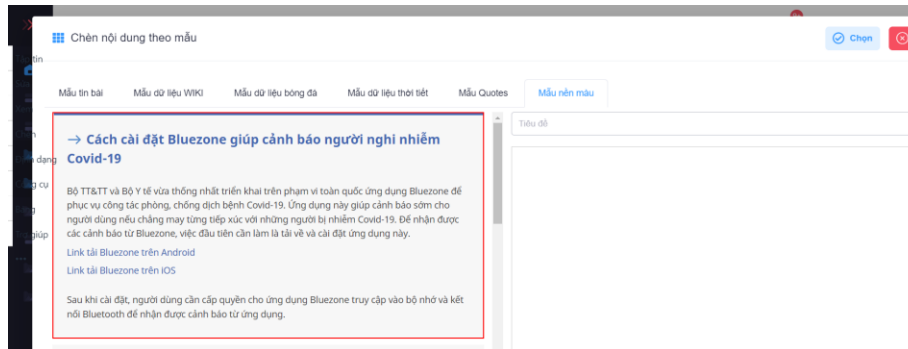 Chèn nội dung theo mẫu
Chọn
Mẫu tin bài
Mẫu dữ liệu WIKI
Mẫu dữ liệu bóng đá
Mẫu dữ liệu thời tiết
Mẫu Quotes
Mẫu nền màu
→ Cách cài đặt Bluezone giúp cảnh báo người nghi nhiễm
Covid-19
Bộ TT&TT và Bộ Y tế vừa thống nhất triển khai trên phạm vi toàn quốc ứng dụng Bluezone để
phục vụ công tác phòng, chống dịch bệnh Covid-19. Ứng dụng này giúp cảnh báo sớm cho
người dùng nếu chẳng may từng tiếp xúc với những người bị nhiễm Covid-19. Để nhận được
các cảnh báo từ Bluezone, việc đầu tiên cần làm là tải về và cài đặt ứng dụng này.
Link tải Bluezone trên Android
Link tải Bluezone trên iOS
Sau khi cài đặt, người dùng cần cấp quyền cho ứng dụng Bluezone truy cập vào bộ nhớ và kết
nối Bluetooth để nhận được cảnh báo từ ứng dụng.
Tiêu đề
tin
dạng
cụ
giúp